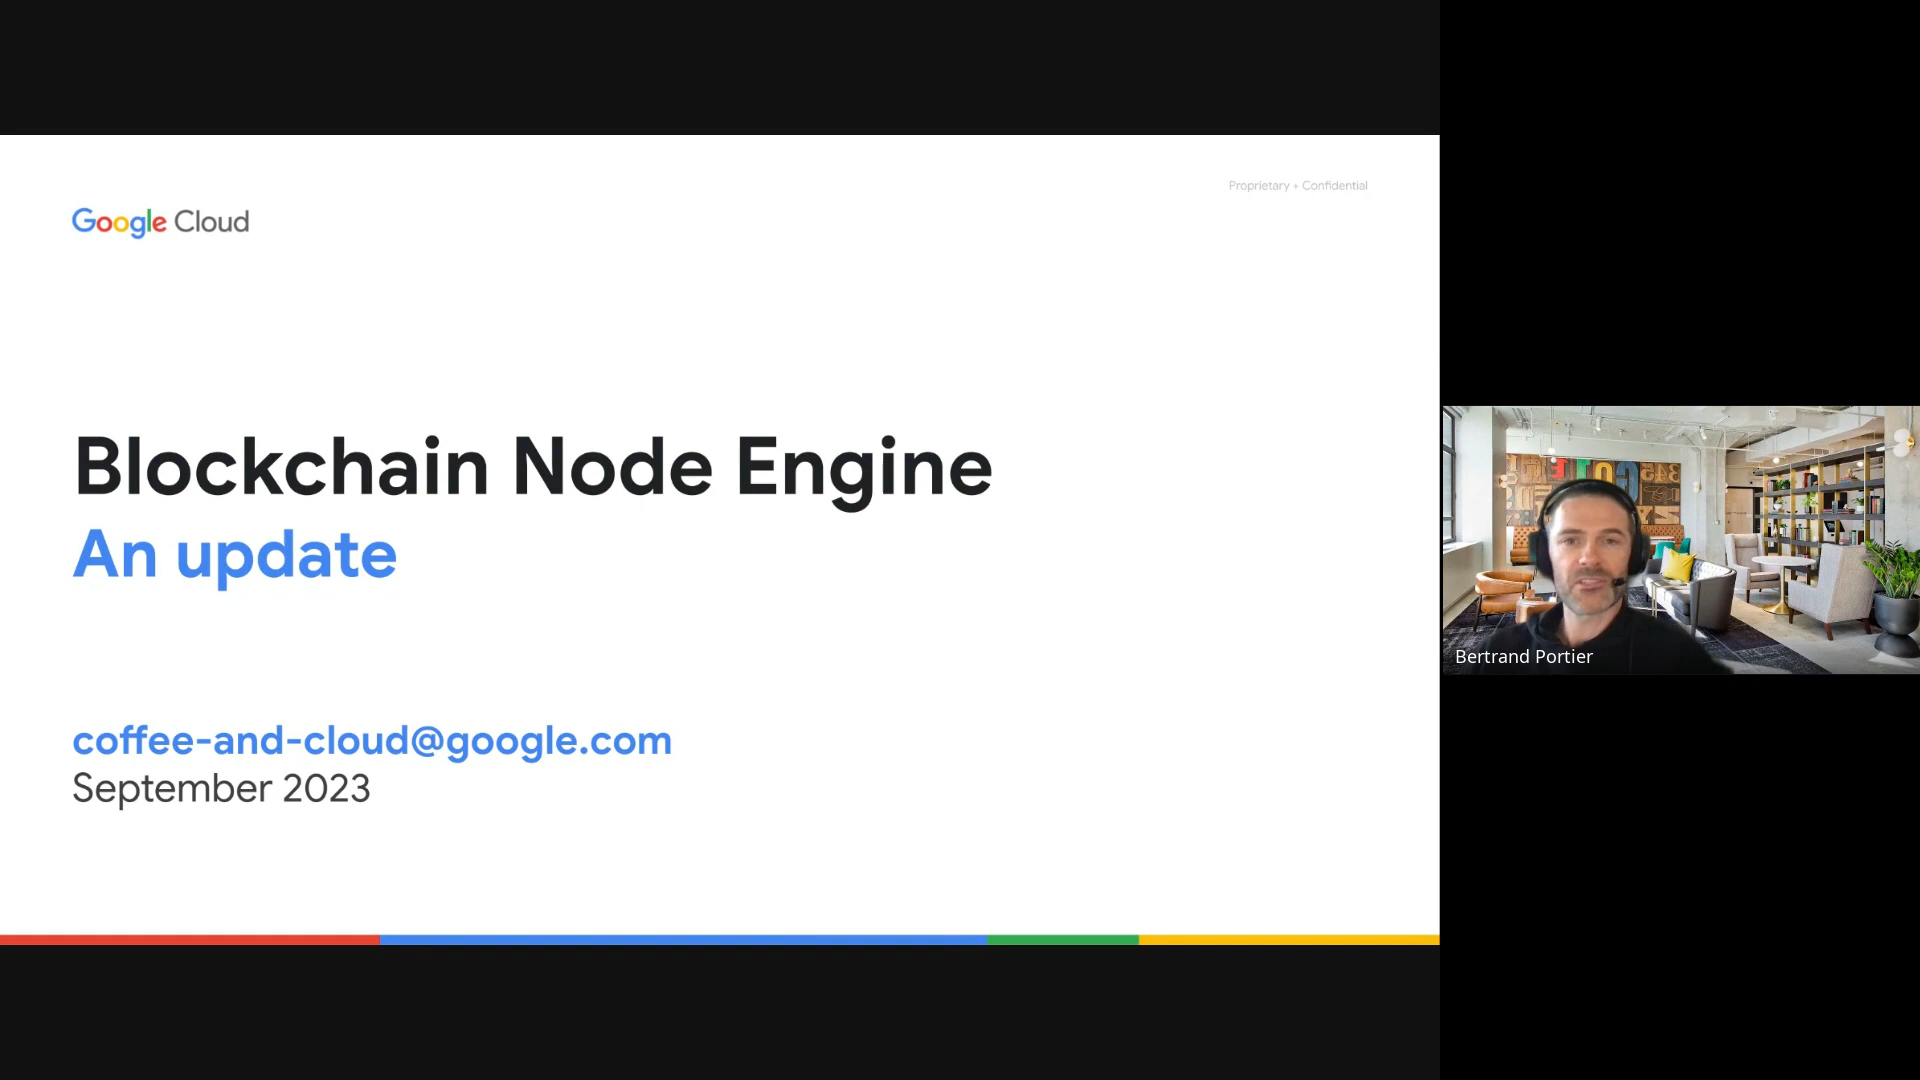 Proprietary + Confidential
Google Cloud
Blockchain Node Engine
An update
coffee-and-cloud@google.com
September 2023
Bertrand Portier